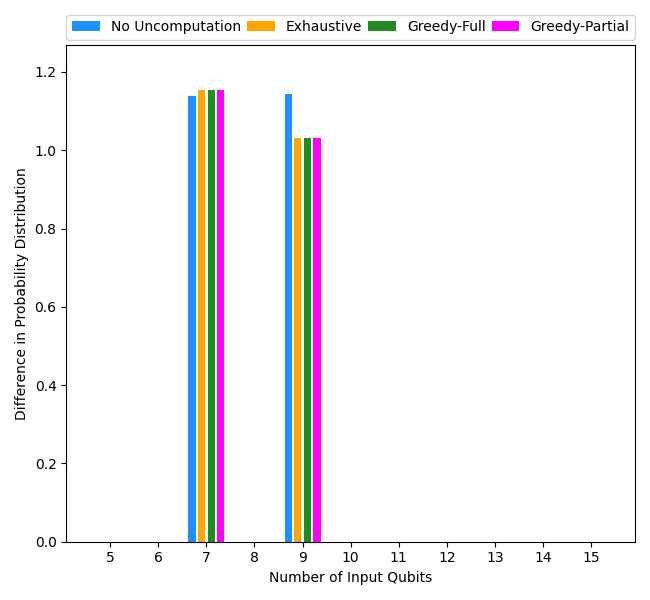 No Uncomputation Exhaustive Greedy-Full Greedy-Partial
Difference in Probability Distribution
1.2
1.0
0.8
0.6
0.4
0.2
0.0
5 6 7 8 9 10 11 12 13 14 15
Number of Input Qubits